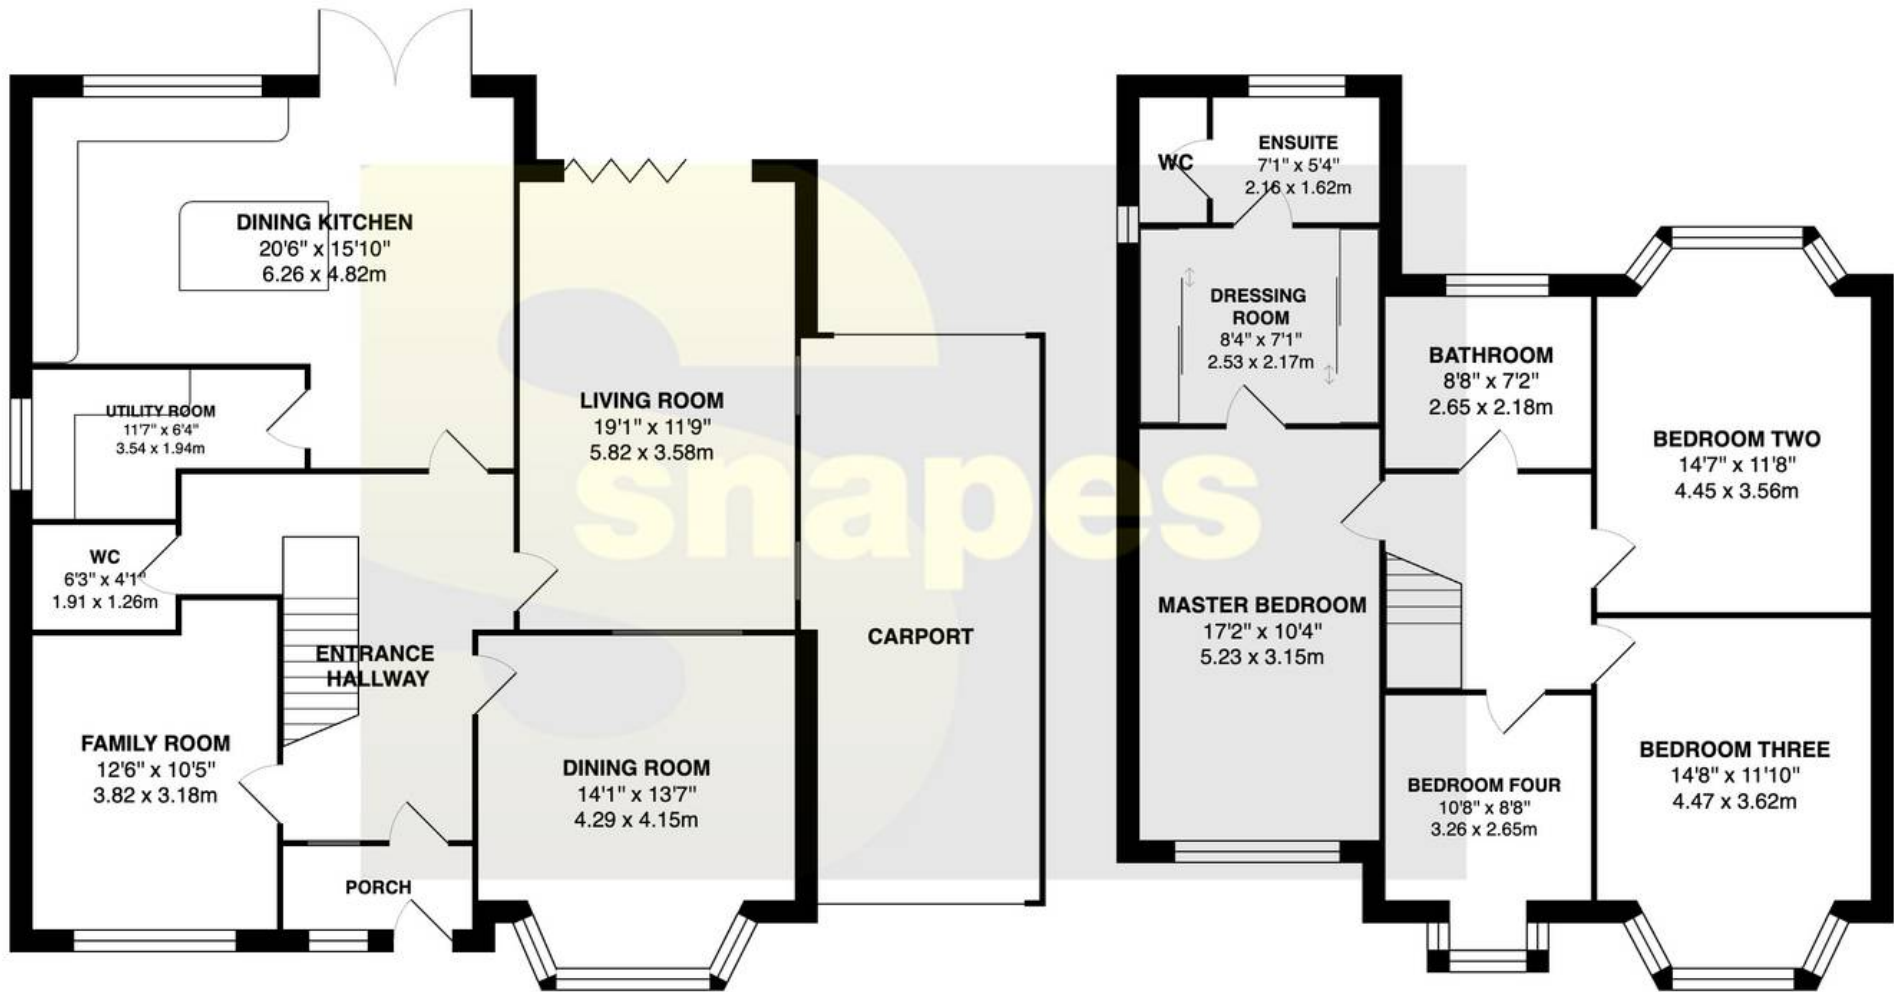 DINING KITCHEN
20'6" x 15'10"
6.26 x 4.82m
UTILITY ROOM
11'7" x 6'4"
3.54 x 1.94m
WC
6'3" x 4'1"
1.91 x 1.26m
LIVING ROOM
19'1" x 11'9"
5.82 x 3.58m
ENTRANCE
HALLWAY
FAMILY ROOM
12'6" x 10'5"
3.82 x 3.18m
DINING ROOM
14'1" x 13'7"
4.29 x 4.15m
PORCH
CARPORT
snapes
WC
ENSUITE
7'1" x 5'4"
2.16 x 1.62m
DRESSING
ROOM
8'4" x 7'1"
2.53 x 2.17m
BATHROOM
8'8" x 7'2"
2.65 x 2.18m
BEDROOM TWO
14'7" x 11'8"
4.45 x 3.56m
MASTER BEDROOM
17'2" x 10'4"
5.23 x 3.15m
BEDROOM FOUR
10'8" x 8'8"
3.26 x 2.65m
BEDROOM THREE
14'8" x 11'10"
4.47 x 3.62m